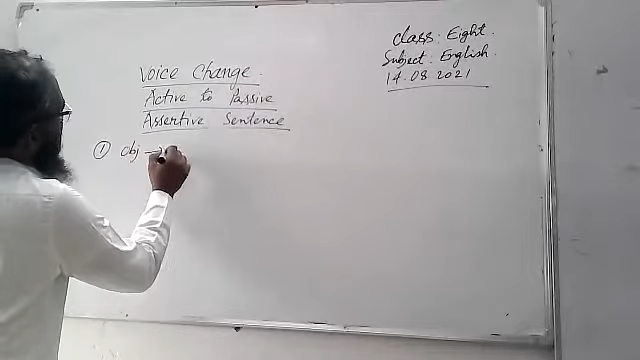 Class: Eight.
Subject: English.
14.08.2021
Voice Change:
Active to Passive
Assertive Sentence
① Obj →